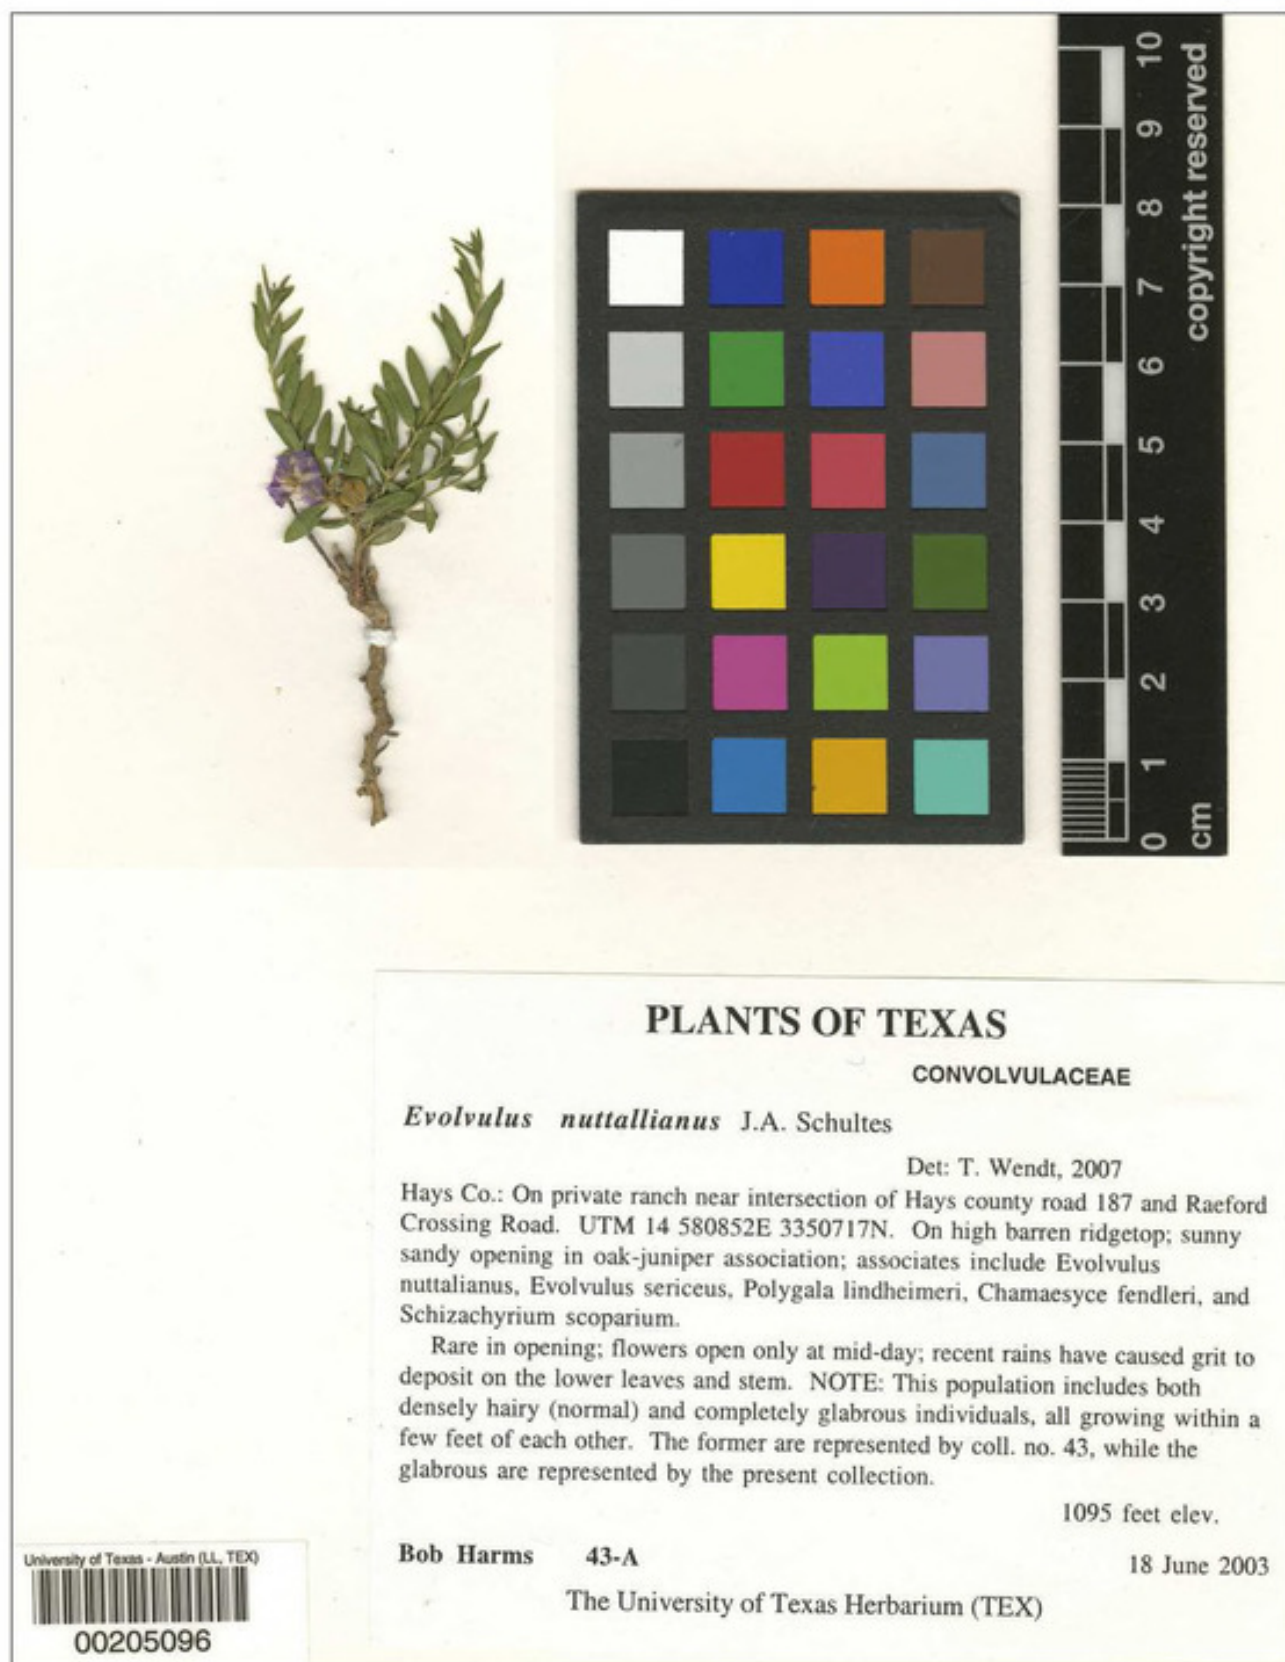 10
9
8
7
6
5
4
3
2
1
0
cm
copyright reserved
PLANTS OF TEXAS
CONVOLVULACEAE
Evolvulus nuttallianus J.A. Schultes
Det: T. Wendt, 2007
Hays Co.: On private ranch near intersection of Hays county road 187 and Raeford
Crossing Road. UTM 14 580852E 3350717N. On high barren ridgetop; sunny
sandy opening in oak-juniper association; associates include Evolvulus
nuttalianus, Evolvulus sericeus, Polygala lindheimeri, Chamaesyce fendleri, and
Schizachyrium scoparium.
Rare in opening; flowers open only at mid-day; recent rains have caused grit to
deposit on the lower leaves and stem. NOTE: This population includes both
densely hairy (normal) and completely glabrous individuals, all growing within a
few feet of each other. The former are represented by coll. no. 43, while the
glabrous are represented by the present collection.
1095 feet elev.
Bob Harms 43-A
18 June 2003
The University of Texas Herbarium (TEX)
University of Texas - Austin (LL, TEX)
00205096